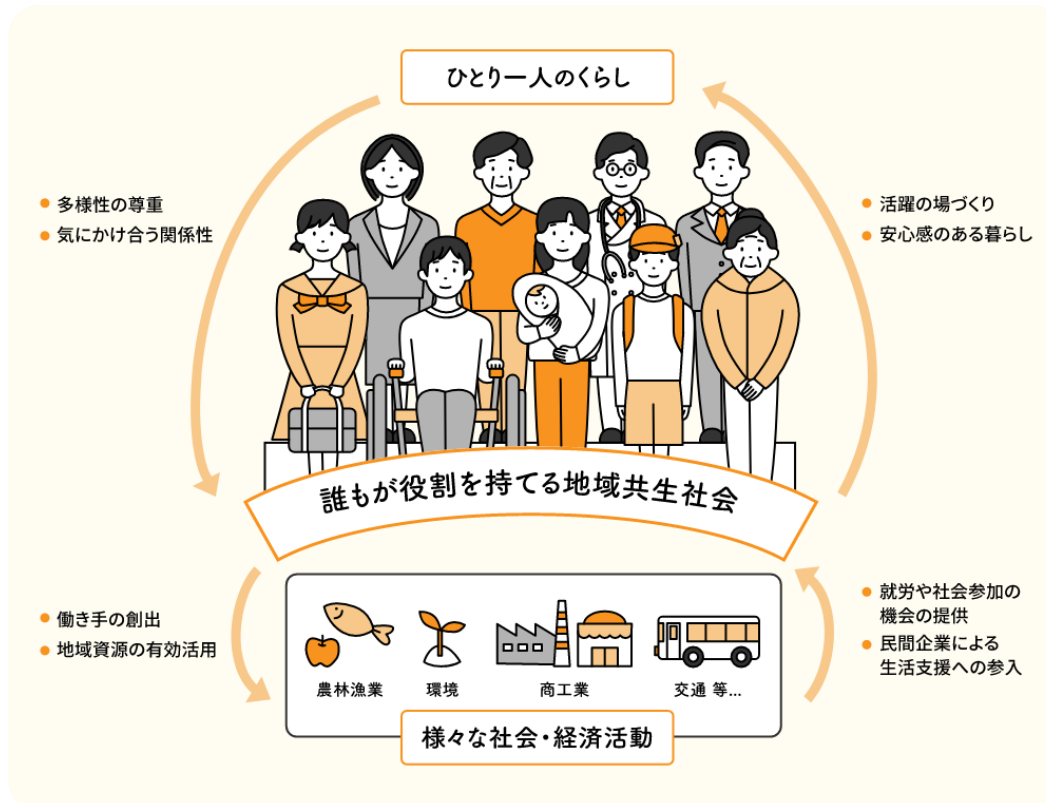 ひとり一人のくらし
● 多様性の尊重
● 気にかけ合う関係性
● 活躍の場づくり
● 安心感のある暮らし
誰もが役割を持てる地域共生社会
● 働き手の創出
● 地域資源の有効活用
● 就労や社会参加の
機会の提供
● 民間企業による
生活支援への参入
農林漁業
環境
商工業
交通 等...
様々な社会・経済活動